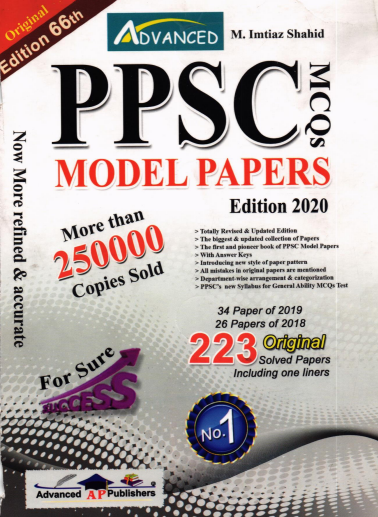 Original
Edition 66th
ADVANCED
M. Imtiaz Shahid
PPSC
MCQs
MODEL PAPERS
Edition 2020
Now More refined & accurate
More than
250000
Copies Sold
> Totally Revised & Updated Edition
> The biggest & updated collection of Papers
> The first and pioneer book of PPSC Model Papers
> With Answer Keys
> Introducing new style of paper pattern
> All mistakes in original papers are mentioned
> Department-wise arrangement & categorization
> PPSC's new Syllabus for General Ability MCQs Test
34 Paper of 2019
26 Papers of 2018
223 Original
Solved Papers
Including one liners
For Sure
SUCCESS
No.1
Advanced AP Publishers